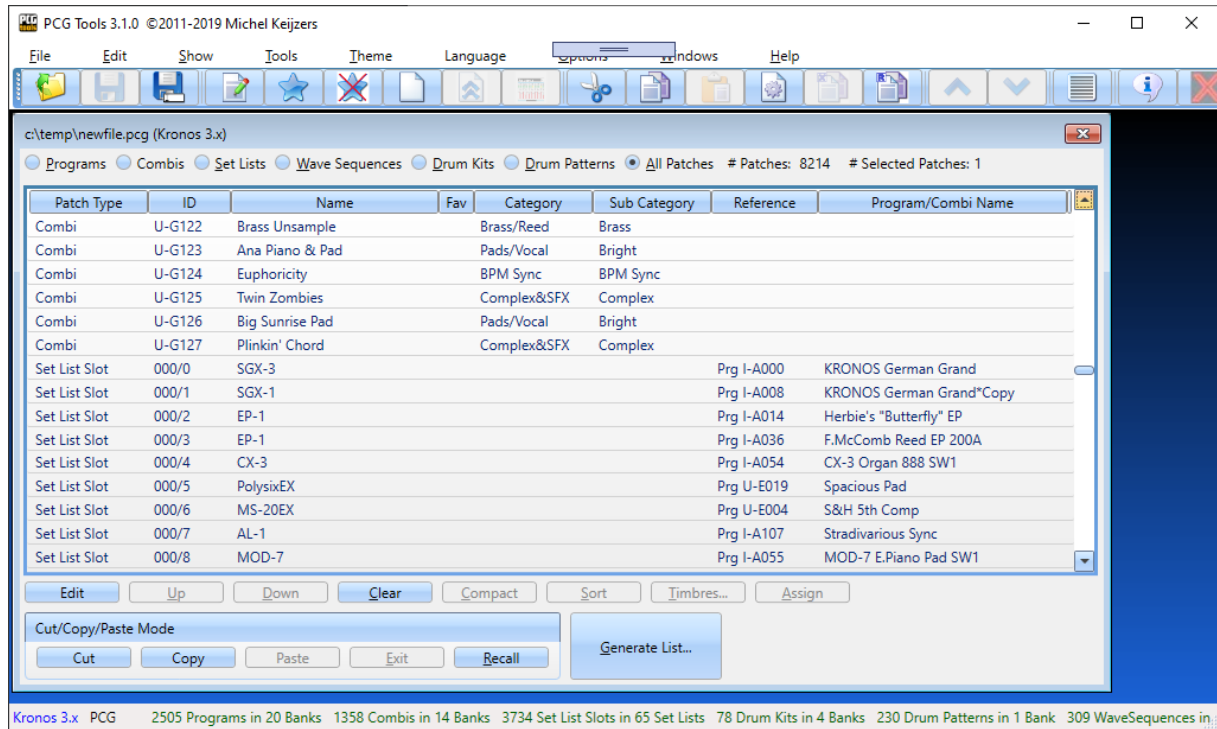 PCG Tools 3.1.0 ©2011-2019 Michel Keijzers
File Edit Show Tools Theme Language Options Windows Help
c:\temp\newfile.pcg (Kronos 3.x)
Programs Combis Set Lists Wave Sequences Drum Kits Drum Patterns All Patches # Patches: 8214 # Selected Patches: 1
Patch Type ID Name Fav Category Sub Category Reference Program/Combi Name
Combi U-G122 Brass Unsample Brass/Reed Brass
Combi U-G123 Ana Piano & Pad Pads/Vocal Bright
Combi U-G124 Euphoricity BPM Sync BPM Sync
Combi U-G125 Twin Zombies Complex&SFX Complex
Combi U-G126 Big Sunrise Pad Pads/Vocal Bright
Combi U-G127 Plinkin' Chord Complex&SFX Complex
Set List Slot 000/0 SGX-3 Prg I-A000 KRONOS German Grand
Set List Slot 000/1 SGX-1 Prg I-A008 KRONOS German Grand*Copy
Set List Slot 000/2 EP-1 Prg I-A014 Herbie's "Butterfly" EP
Set List Slot 000/3 EP-1 Prg I-A036 F.McComb Reed EP 200A
Set List Slot 000/4 CX-3 Prg I-A054 CX-3 Organ 888 SW1
Set List Slot 000/5 PolysixEX Prg U-E019 Spacious Pad
Set List Slot 000/6 MS-20EX Prg U-E004 S&H 5th Comp
Set List Slot 000/7 AL-1 Prg I-A107 Stradivarious Sync
Set List Slot 000/8 MOD-7 Prg I-A055 MOD-7 E.Piano Pad SW1
Edit Up Down Clear Compact Sort Timbres... Assign
Cut/Copy/Paste Mode
Cut Copy Paste Exit Recall Generate List...
Kronos 3.x PCG 2505 Programs in 20 Banks 1358 Combis in 14 Banks 3734 Set List Slots in 65 Set Lists 78 Drum Kits in 4 Banks 230 Drum Patterns in 1 Bank 309 WaveSequences in